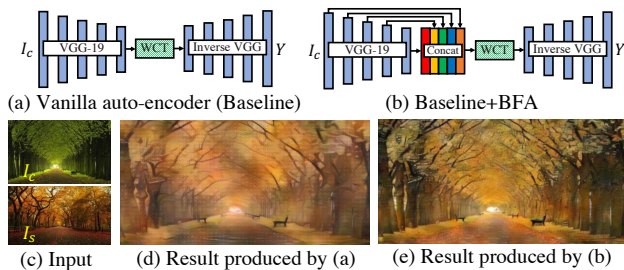 I_c VGG-19 WCT Inverse VGG Y
I_c VGG-19 Concat WCT Inverse VGG Y
(a) Vanilla auto-encoder (Baseline)
(b) Baseline+BFA
I_c
I_s
(c) Input
(d) Result produced by (a)
(e) Result produced by (b)